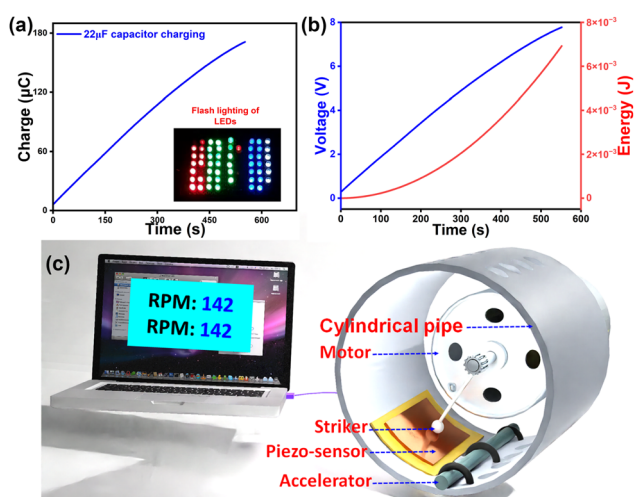 (a)
22μF capacitor charging
Charge (μC)
180
120
60
0
Flash lighting of
LEDs
0
150
300
450
600
Time (s)
(b)
Voltage (V)
8
6
4
2
0
8×10⁻³
6×10⁻³
4×10⁻³
2×10⁻³
0
Energy (J)
0
100
200
300
400
500
600
Time (s)
(c)
RPM: 142
RPM: 142
Cylindrical pipe
Motor
Striker
Piezo-sensor
Accelerator